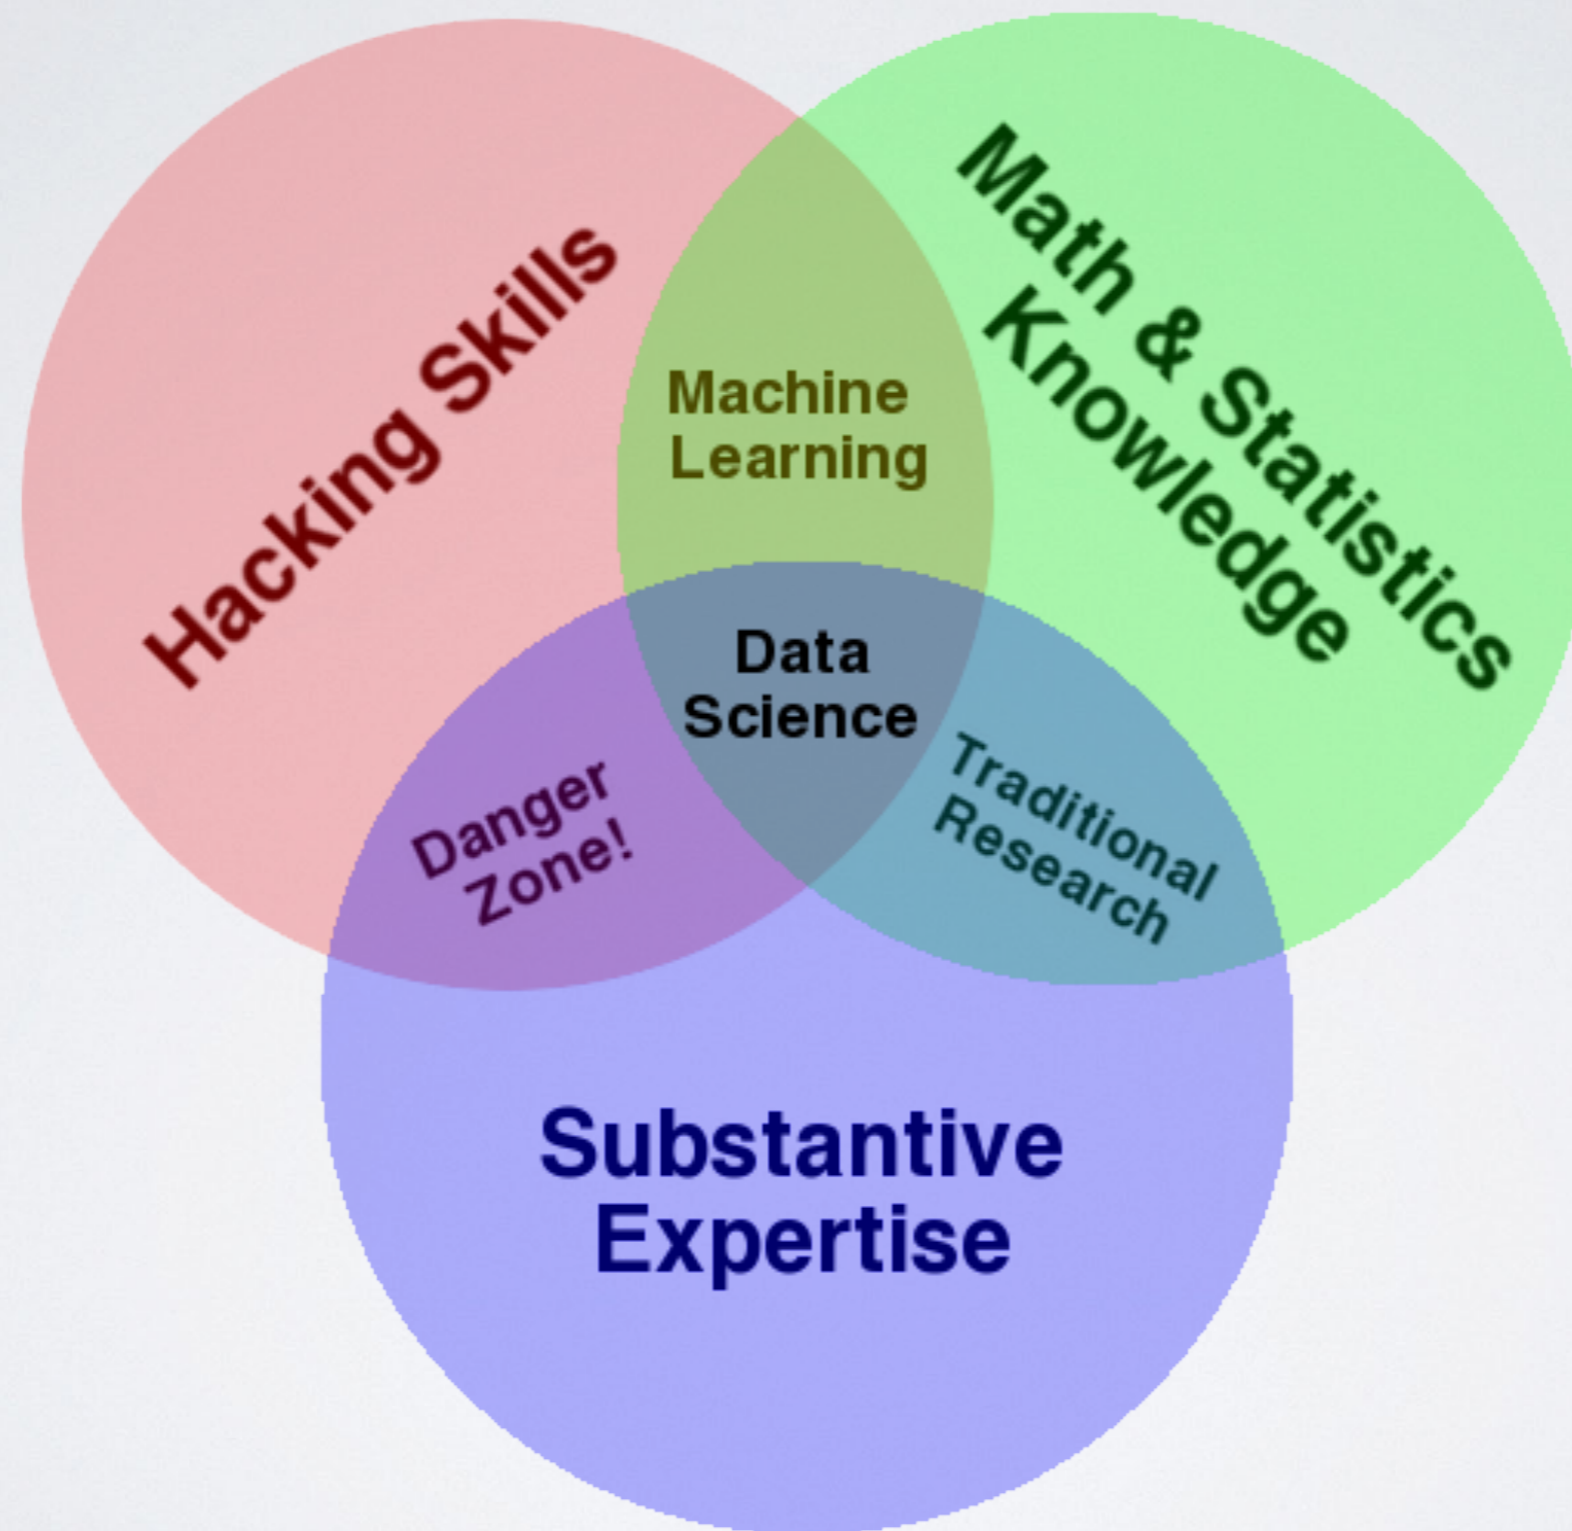 Hacking Skills
Math & Statistics
Knowledge
Machine
Learning
Data
Science
Danger
Zone!
Traditional
Research
Substantive
Expertise